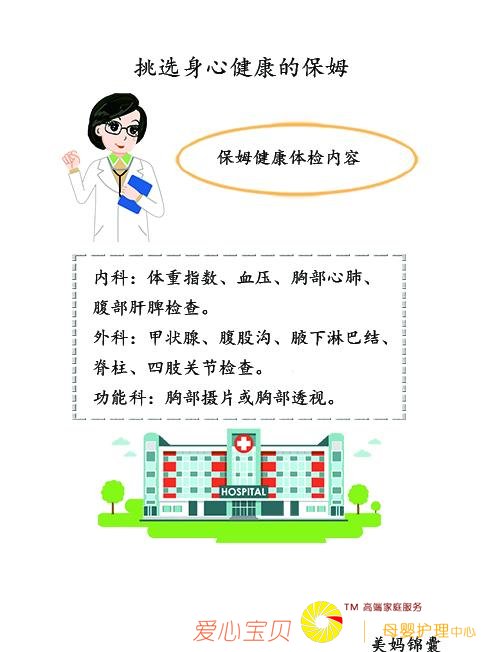 挑选身心健康的保姆
保姆健康体检内容
内科：体重指数、血压、胸部心肺、
腹部肝脾检查。
外科：甲状腺、腹股沟、腋下淋巴结、
脊柱、四肢关节检查。
功能科：胸部摄片或胸部透视。
HOSPITAL
TM 高端家庭服务
爱心宝贝
母婴护理中心
美妈锦囊